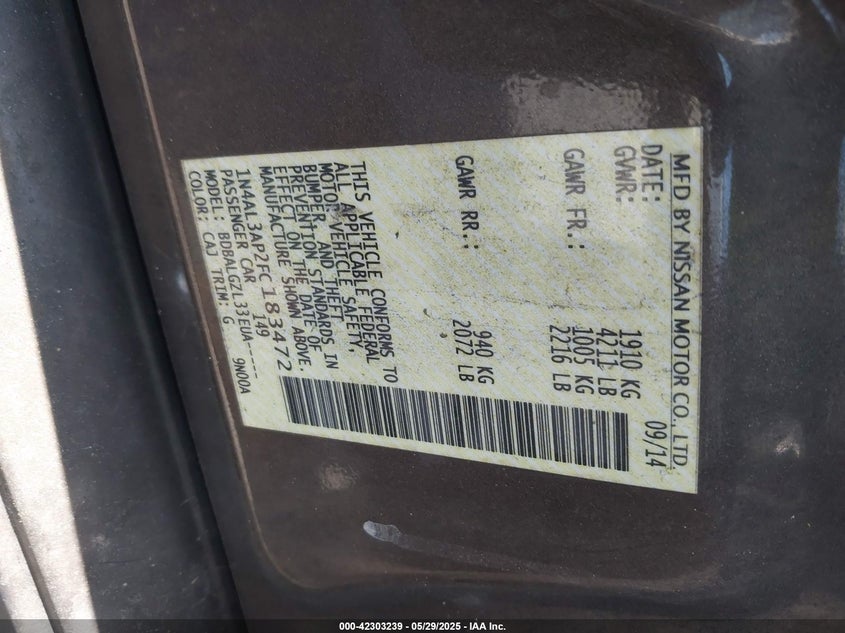 MFD BY NISSAN MOTOR CO., LTD.
DATE: 09/14
GVWR: 1910 KG
4211 LB
GAWR FR.: 1005 KG
2216 LB
GAWR RR.: 940 KG
2072 LB
THIS VEHICLE CONFORMS TO
ALL APPLICABLE FEDERAL
MOTOR VEHICLE SAFETY,
BUMPER, AND THEFT
PREVENTION STANDARDS IN
EFFECT ON THE DATE OF
MANUFACTURE SHOWN ABOVE.
1N4AL3AP2FC 183472
PASSENGER CAR 149
MODEL: BDBALGZL33EUA-----
COLOR: CAJ TRIM: G 9N00A
000-42303239 - 05/29/2025 - IAA Inc.